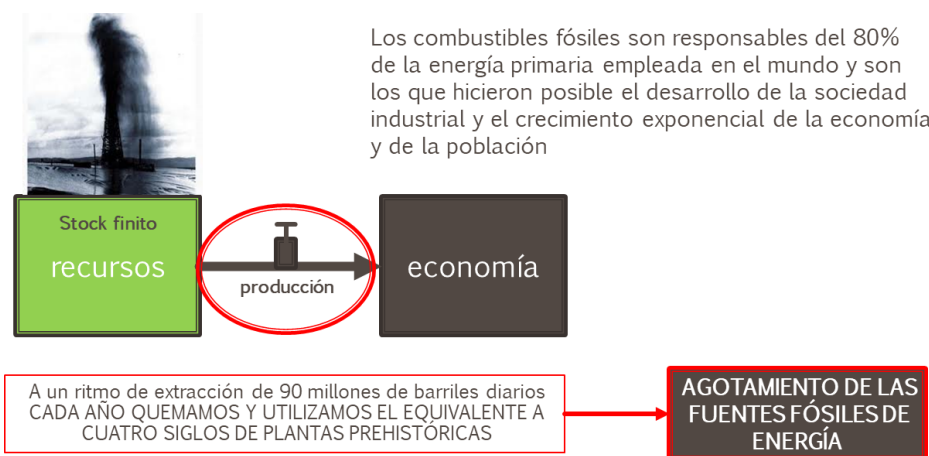 Los combustibles fósiles son responsables del 80%
de la energía primaria empleada en el mundo y son
los que hicieron posible el desarrollo de la sociedad
industrial y el crecimiento exponencial de la economía
y de la población
Stock finito
recursos
producción
economía
A un ritmo de extracción de 90 millones de barriles diarios
CADA AÑO QUEMAMOS Y UTILIZAMOS EL EQUIVALENTE A
CUATRO SIGLOS DE PLANTAS PREHISTÓRICAS
AGOTAMIENTO DE LAS
FUENTES FÓSILES DE
ENERGÍA